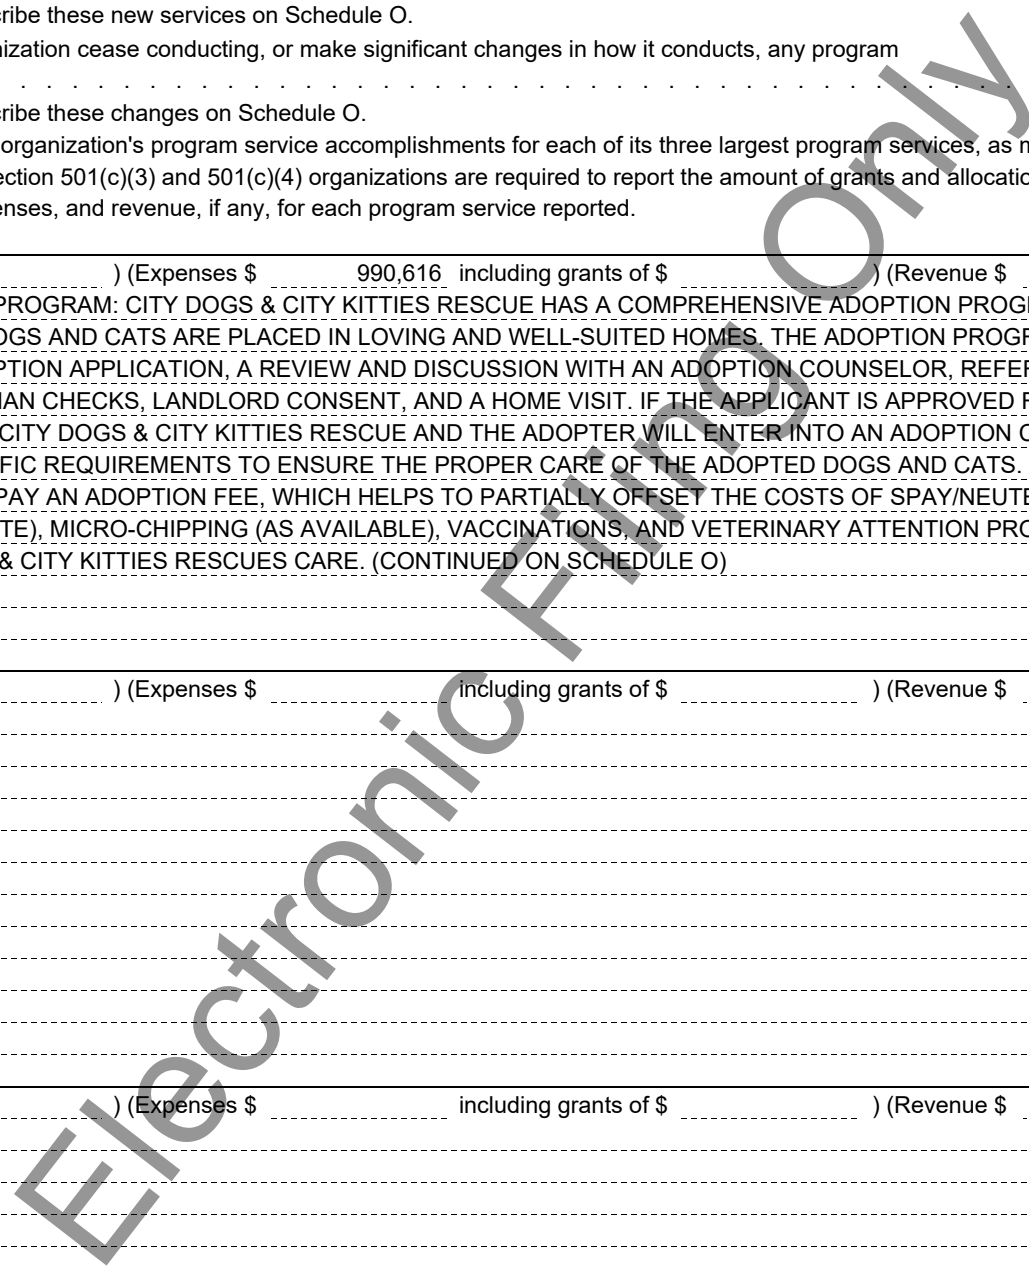 cribe these new services on Schedule O.
nization cease conducting, or make significant changes in how it conducts, any program
. . . . . . . . . . . . . . . . . . . . . . . . . . . . . . . . . . . . . . .
cribe these changes on Schedule O.
organization's program service accomplishments for each of its three largest program services, as m
ection 501(c)(3) and 501(c)(4) organizations are required to report the amount of grants and allocatio
enses, and revenue, if any, for each program service reported.
) (Expenses $ 990,616 including grants of $ ) (Revenue $
PROGRAM: CITY DOGS & CITY KITTIES RESCUE HAS A COMPREHENSIVE ADOPTION PROGR
OGS AND CATS ARE PLACED IN LOVING AND WELL-SUITED HOMES. THE ADOPTION PROGR
PTION APPLICATION, A REVIEW AND DISCUSSION WITH AN ADOPTION COUNSELOR, REFER
IAN CHECKS, LANDLORD CONSENT, AND A HOME VISIT. IF THE APPLICANT IS APPROVED F
CITY DOGS & CITY KITTIES RESCUE AND THE ADOPTER WILL ENTER INTO AN ADOPTION C
FIC REQUIREMENTS TO ENSURE THE PROPER CARE OF THE ADOPTED DOGS AND CATS.
PAY AN ADOPTION FEE, WHICH HELPS TO PARTIALLY OFFSET THE COSTS OF SPAY/NEUTE
TE), MICRO-CHIPPING (AS AVAILABLE), VACCINATIONS, AND VETERINARY ATTENTION PRO
& CITY KITTIES RESCUES CARE. (CONTINUED ON SCHEDULE O)
) (Expenses $ including grants of $ ) (Revenue $
) (Expenses $ including grants of $ ) (Revenue $
Electronic Filing Only